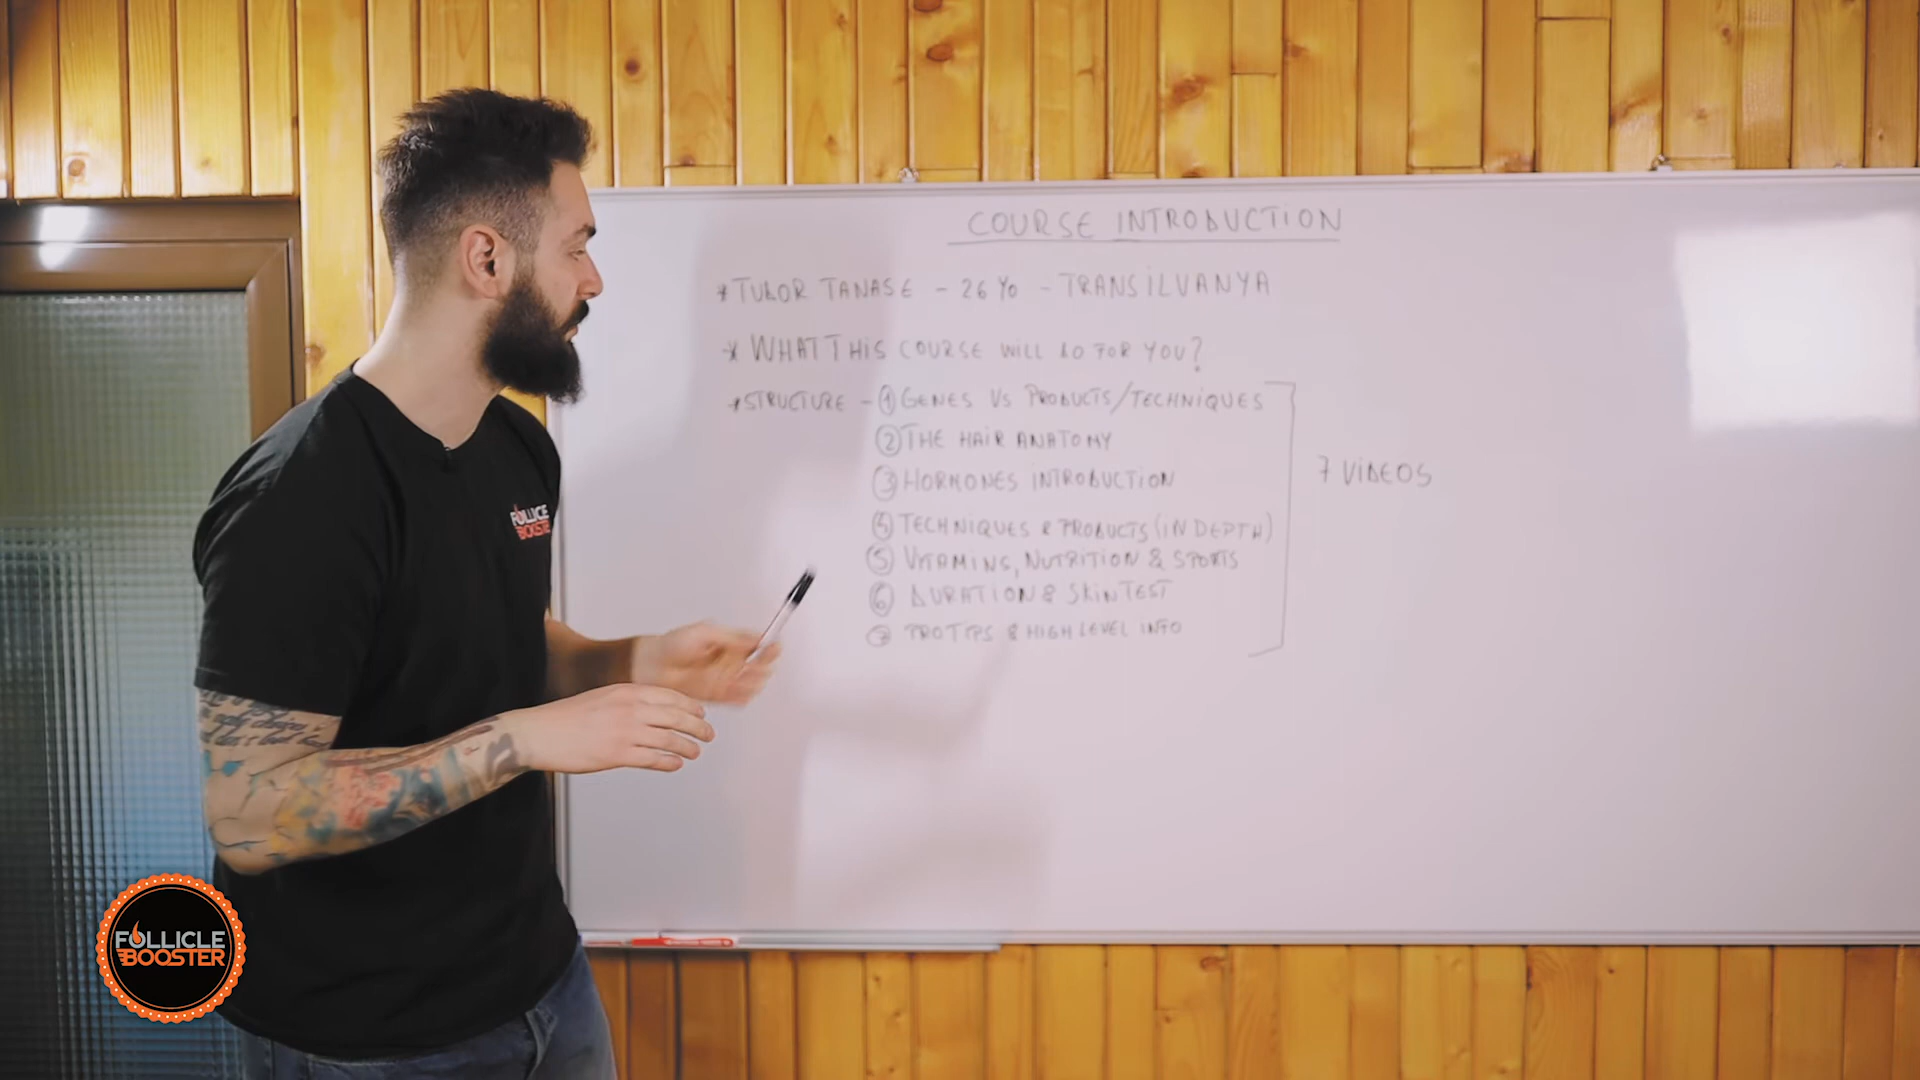 COURSE INTRODUCTION
*TUDOR TANASE - 26 YO - TRANSILVANYA
* WHAT THIS COURSE WILL DO FOR YOU?
*STRUCTURE - ① GENES VS PRODUCTS/TECHNIQUES
② THE HAIR ANATOMY
③ HORMONES INTRODUCTION
7 VIDEOS
④ TECHNIQUES & PRODUCTS (IN DEPTH)
⑤ VITAMINS, NUTRITION & SPORTS
⑥ DURATION & SKIN TEST
⑦ PRO TIPS & HIGH LEVEL INFO
FOLLICLE
BOOSTER
FOLLICLE
BOOSTER